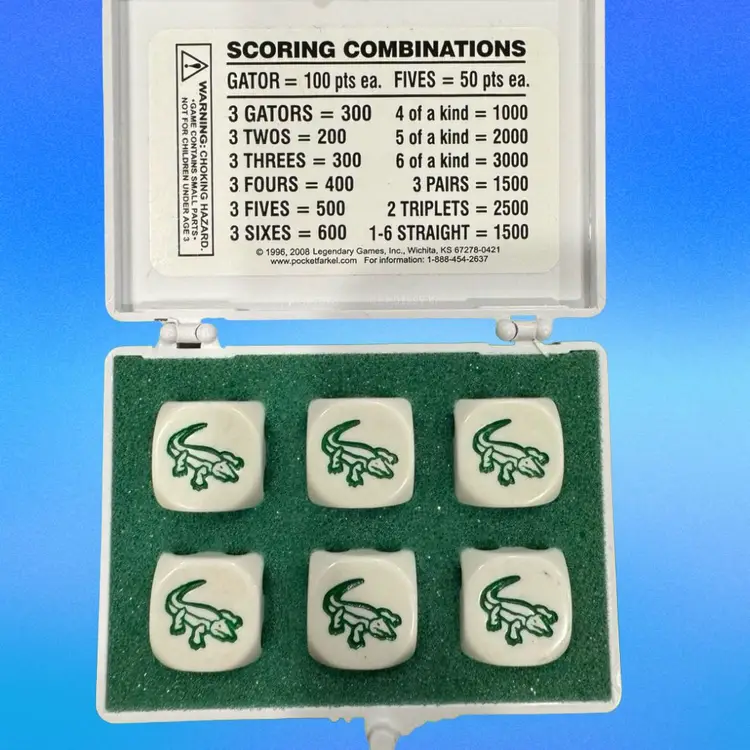 SCORING COMBINATIONS
GATOR = 100 pts ea. FIVES = 50 pts ea.
3 GATORS = 300 4 of a kind = 1000
3 TWOS = 200 5 of a kind = 2000
3 THREES = 300 6 of a kind = 3000
3 FOURS = 400 3 PAIRS = 1500
3 FIVES = 500 2 TRIPLETS = 2500
3 SIXES = 600 1-6 STRAIGHT = 1500
© 1996, 2008 Legendary Games, Inc., Wichita, KS 67278-0421
www.pocketfarkel.com For information: 1-888-454-2637
WARNING: CHOKING HAZARD.
•GAME CONTAINS SMALL PARTS•
NOT FOR CHILDREN UNDER AGE 3